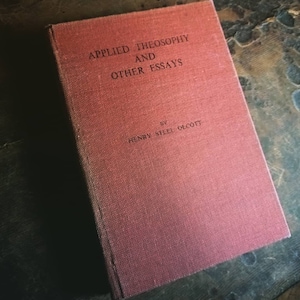 APPLIED THEOSOPHY
AND
OTHER ESSAYS
BY
HENRY STEEL OLCOTT